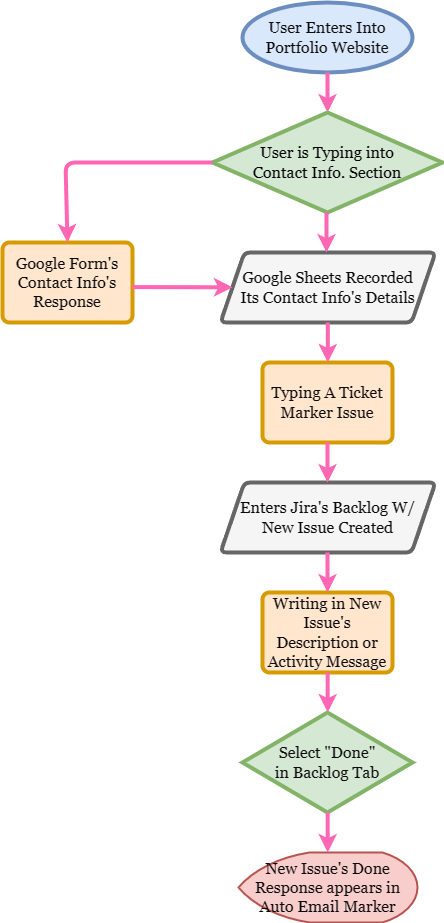 User Enters Into
Portfolio Website
User is Typing into
Contact Info. Section
Google Form's
Contact Info's
Response
Google Sheets Recorded
Its Contact Info's Details
Typing A Ticket
Marker Issue
Enters Jira's Backlog W/
New Issue Created
Writing in New
Issue's
Description or
Activity Message
Select "Done"
in Backlog Tab
New Issue's Done
Response appears in
Auto Email Marker